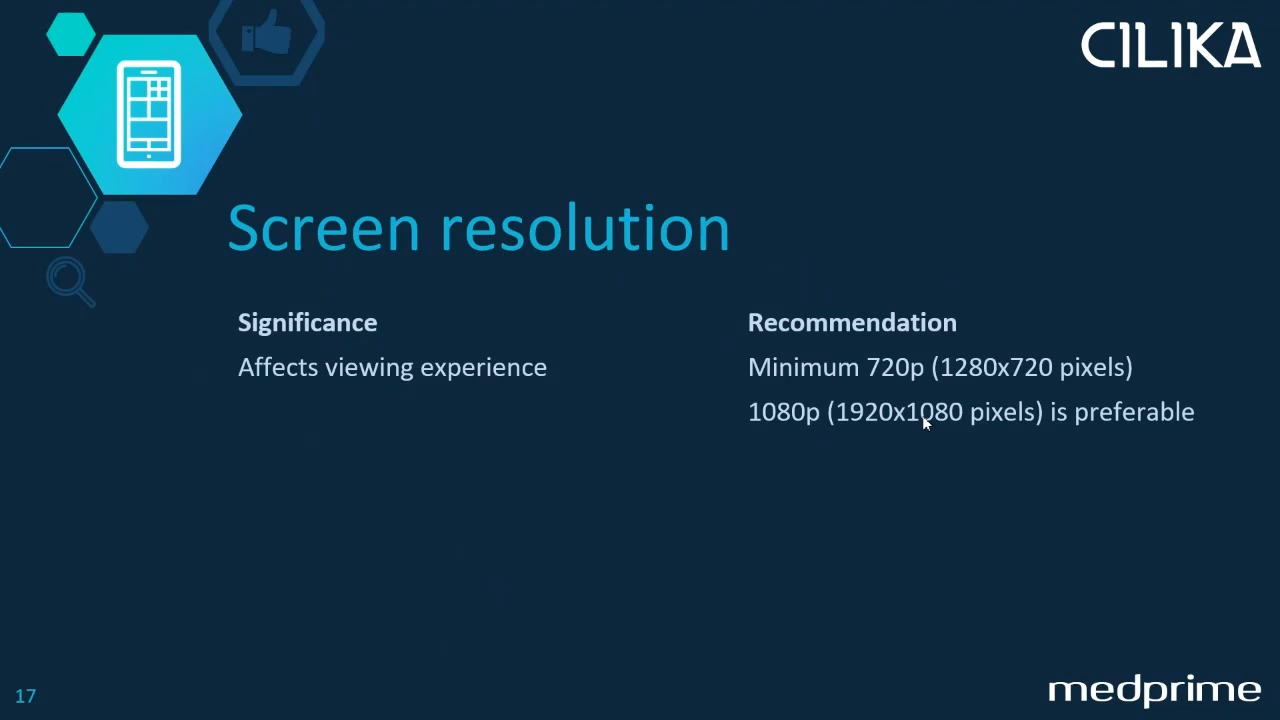 CILIKA
Screen resolution
Significance
Affects viewing experience
Recommendation
Minimum 720p (1280x720 pixels)
1080p (1920x1080 pixels) is preferable
17
medprime